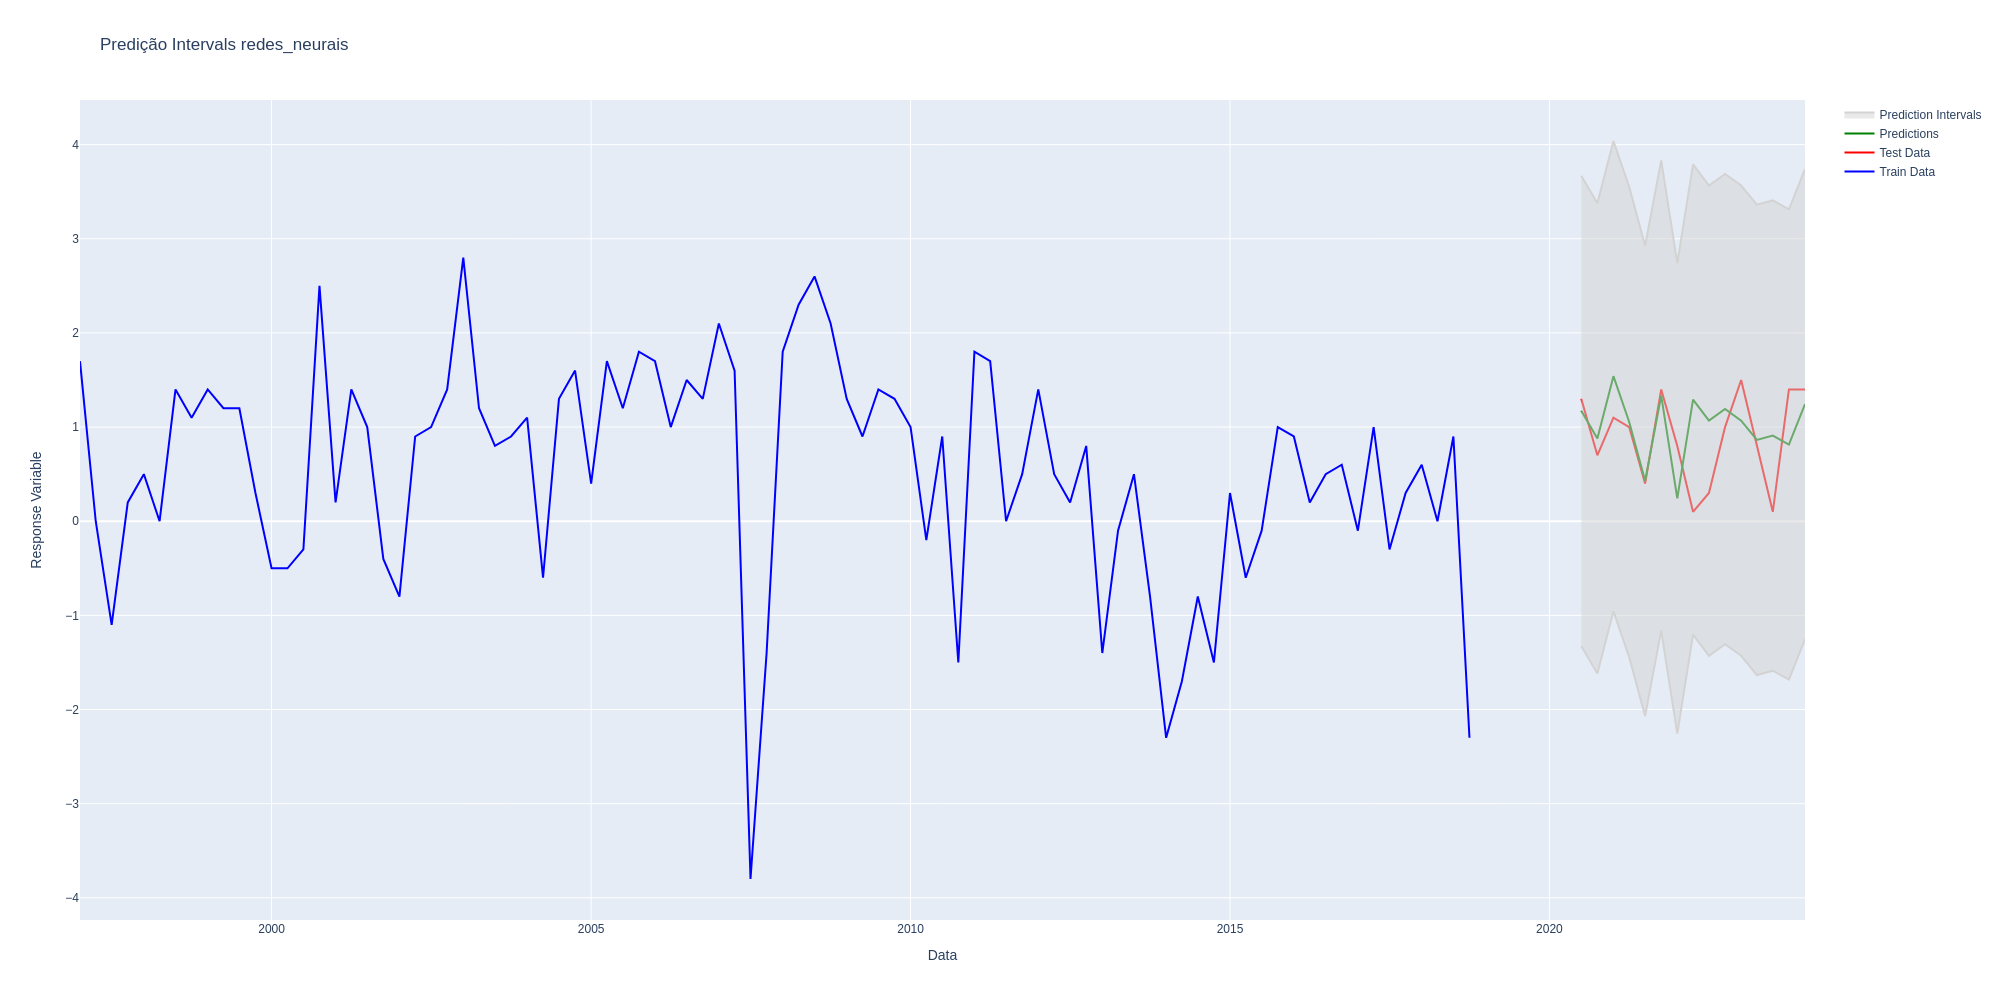 Predição Intervals redes_neurais
Prediction Intervals
Predictions
Test Data
Train Data
Response Variable
4
3
2
1
0
−1
−2
−3
−4
2000
2005
2010
2015
2020
Data